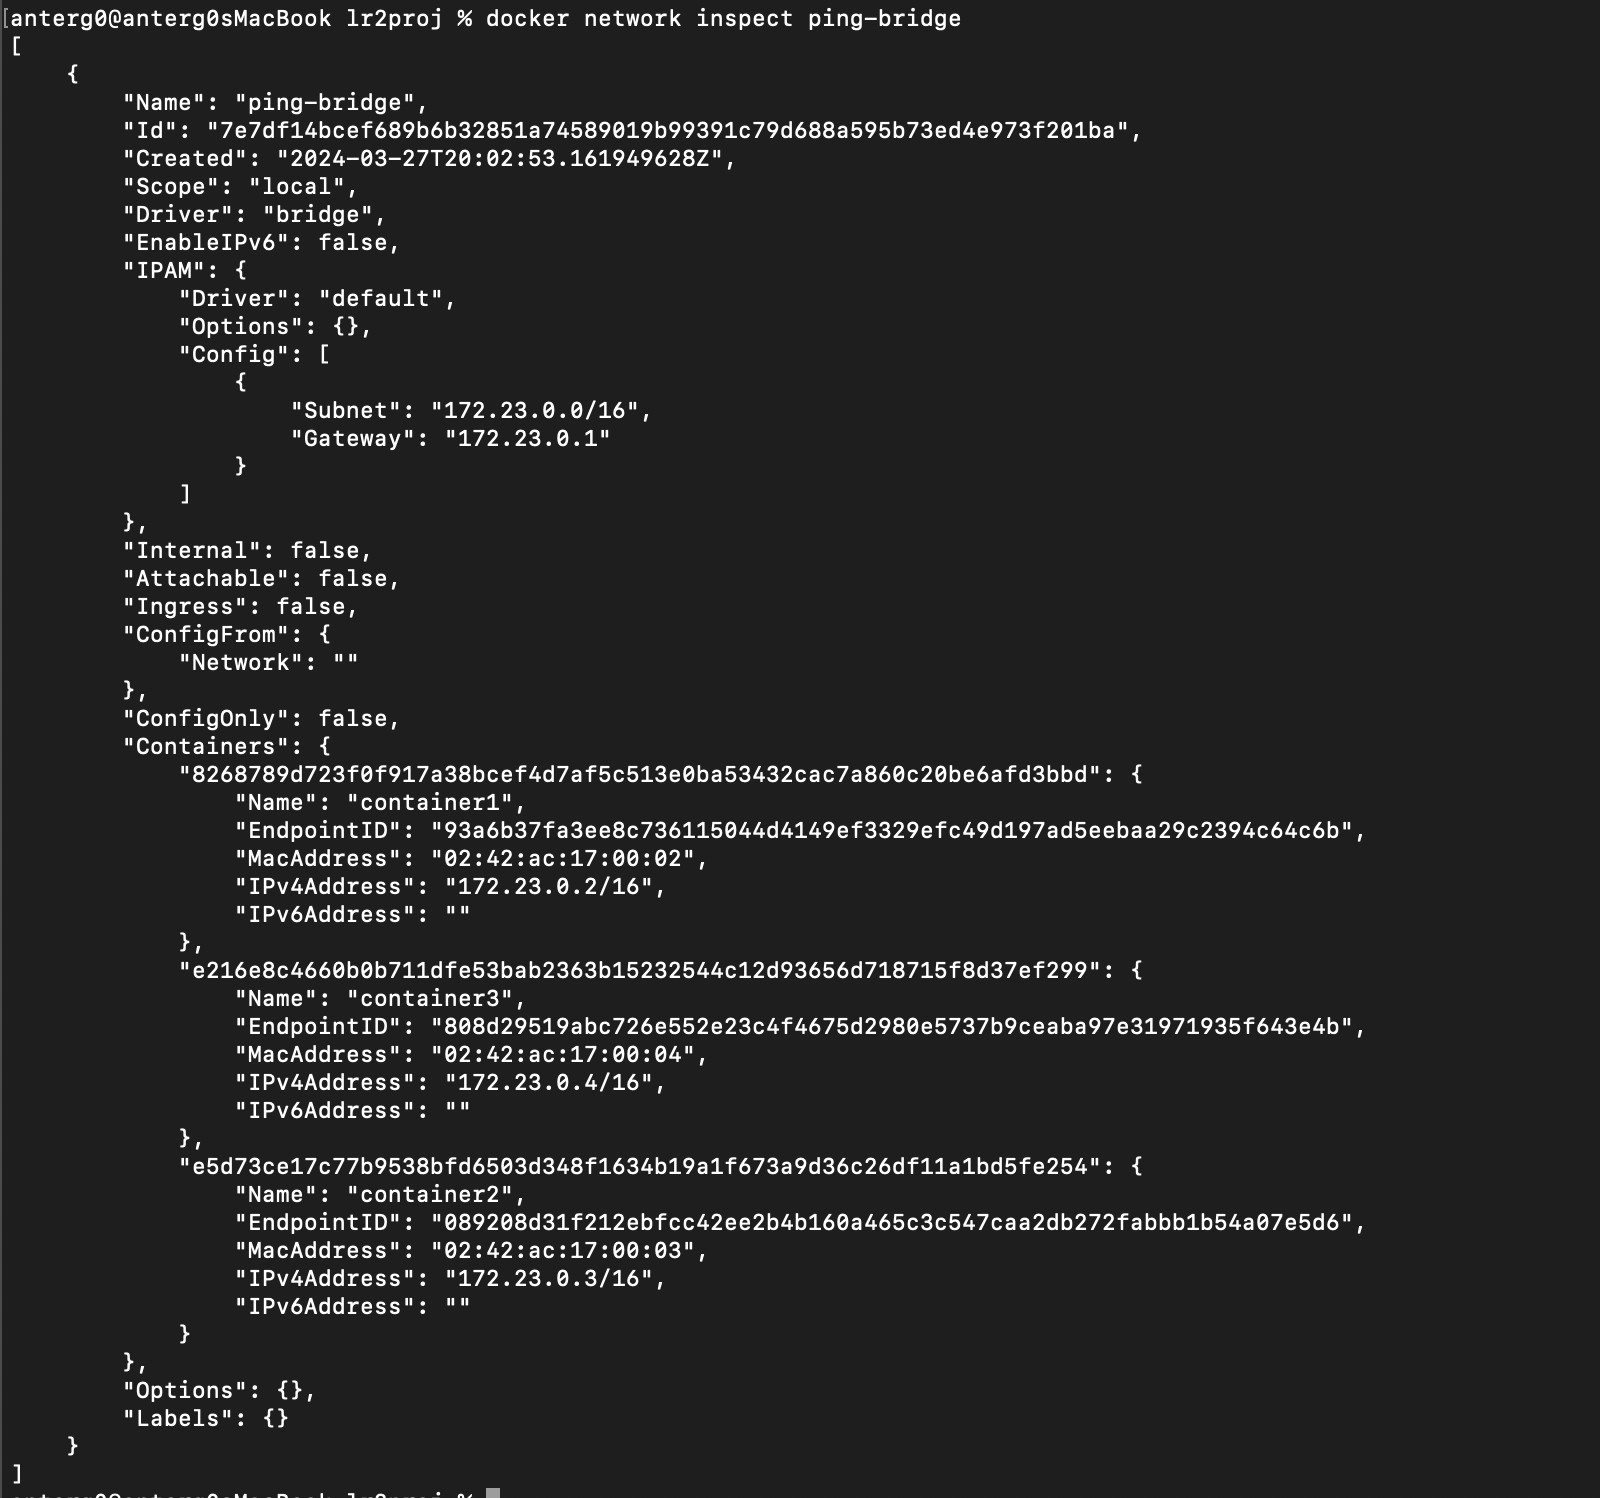 [anterg0@anterg0sMacBook lr2proj % docker network inspect ping-bridge
[
    {
        "Name": "ping-bridge",
        "Id": "7e7df14bcef689b6b32851a74589019b99391c79d688a595b73ed4e973f201ba",
        "Created": "2024-03-27T20:02:53.161949628Z",
        "Scope": "local",
        "Driver": "bridge",
        "EnableIPv6": false,
        "IPAM": {
            "Driver": "default",
            "Options": {},
            "Config": [
                {
                    "Subnet": "172.23.0.0/16",
                    "Gateway": "172.23.0.1"
                }
            ]
        },
        "Internal": false,
        "Attachable": false,
        "Ingress": false,
        "ConfigFrom": {
            "Network": ""
        },
        "ConfigOnly": false,
        "Containers": {
            "8268789d723f0f917a38bcef4d7af5c513e0ba53432cac7a860c20be6afd3bbd": {
                "Name": "container1",
                "EndpointID": "93a6b37fa3ee8c736115044d4149ef3329efc49d197ad5eebaa29c2394c64c6b",
                "MacAddress": "02:42:ac:17:00:02",
                "IPv4Address": "172.23.0.2/16",
                "IPv6Address": ""
            },
            "e216e8c4660b0b711dfe53bab2363b15232544c12d93656d718715f8d37ef299": {
                "Name": "container3",
                "EndpointID": "808d29519abc726e552e23c4f4675d2980e5737b9ceaba97e31971935f643e4b",
                "MacAddress": "02:42:ac:17:00:04",
                "IPv4Address": "172.23.0.4/16",
                "IPv6Address": ""
            },
            "e5d73ce17c77b9538bfd6503d348f1634b19a1f673a9d36c26df11a1bd5fe254": {
                "Name": "container2",
                "EndpointID": "089208d31f212ebfcc42ee2b4b160a465c3c547caa2db272fabbb1b54a07e5d6",
                "MacAddress": "02:42:ac:17:00:03",
                "IPv4Address": "172.23.0.3/16",
                "IPv6Address": ""
            }
        },
        "Options": {},
        "Labels": {}
    }
]
anterg0@anterg0sMacBook lr2proj %